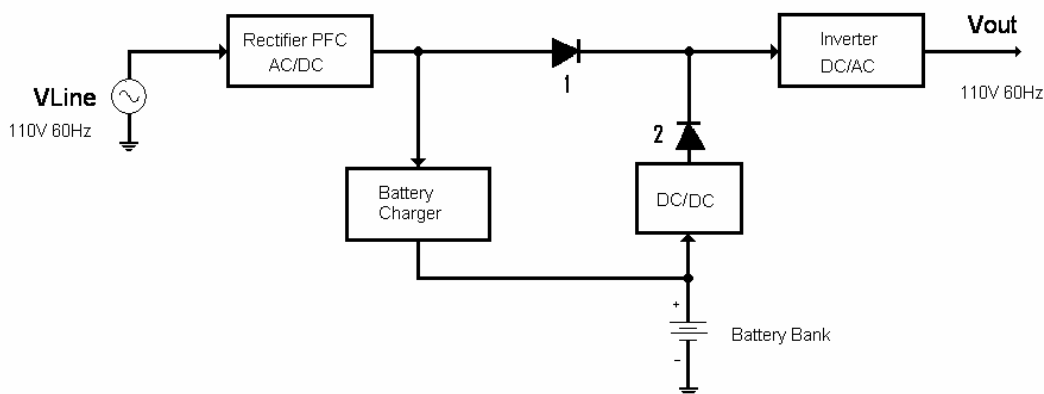 Rectifier PFC
AC/DC
VLine
110V 60Hz
1
2
Inverter
DC/AC
Vout
110V 60Hz
Battery
Charger
DC/DC
+
-
Battery Bank